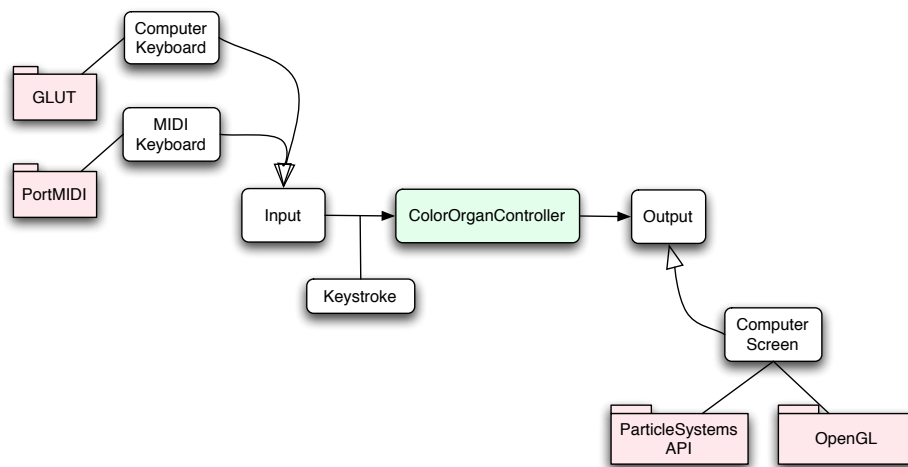 Computer
Keyboard
GLUT
MIDI
Keyboard
PortMIDI
Input
ColorOrganController
Output
Keystroke
Computer
Screen
ParticleSystems
API
OpenGL